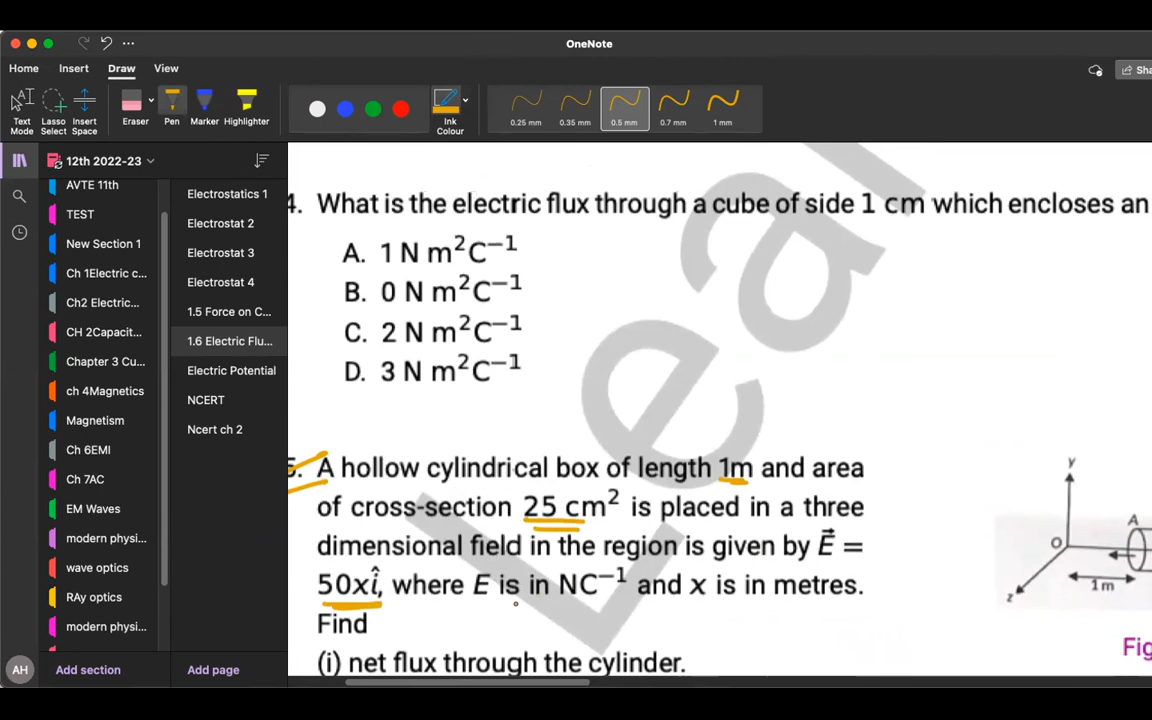 OneNote
Home Insert Draw View
Share
Text Mode
Lasso Select
Insert Space
Eraser
Pen
Marker
Highlighter
Ink Colour
0.25 mm
0.35 mm
0.5 mm
0.7 mm
1 mm
12th 2022-23
AVTE 11th
TEST
New Section 1
Ch 1Electric c...
Ch2 Electric...
CH 2Capacit...
Chapter 3 Cu...
ch 4Magnetics
Magnetism
Ch 6EMI
Ch 7AC
EM Waves
modern physi...
wave optics
RAy optics
modern physi...
AH
Add section
Electrostatics 1
Electrostat 2
Electrostat 3
Electrostat 4
1.5 Force on C...
1.6 Electric Flu...
Electric Potential
NCERT
Ncert ch 2
Add page
4. What is the electric flux through a cube of side 1 cm which encloses an
A. 1 N m²C⁻¹
B. 0 N m²C⁻¹
C. 2 N m²C⁻¹
D. 3 N m²C⁻¹
5. A hollow cylindrical box of length 1m and area
of cross-section 25 cm² is placed in a three
dimensional field in the region is given by E⃗ =
50xî, where E is in NC⁻¹ and x is in metres.
Find
(i) net flux through the cylinder.
y
O
A
z
1 m
Fig
Lea